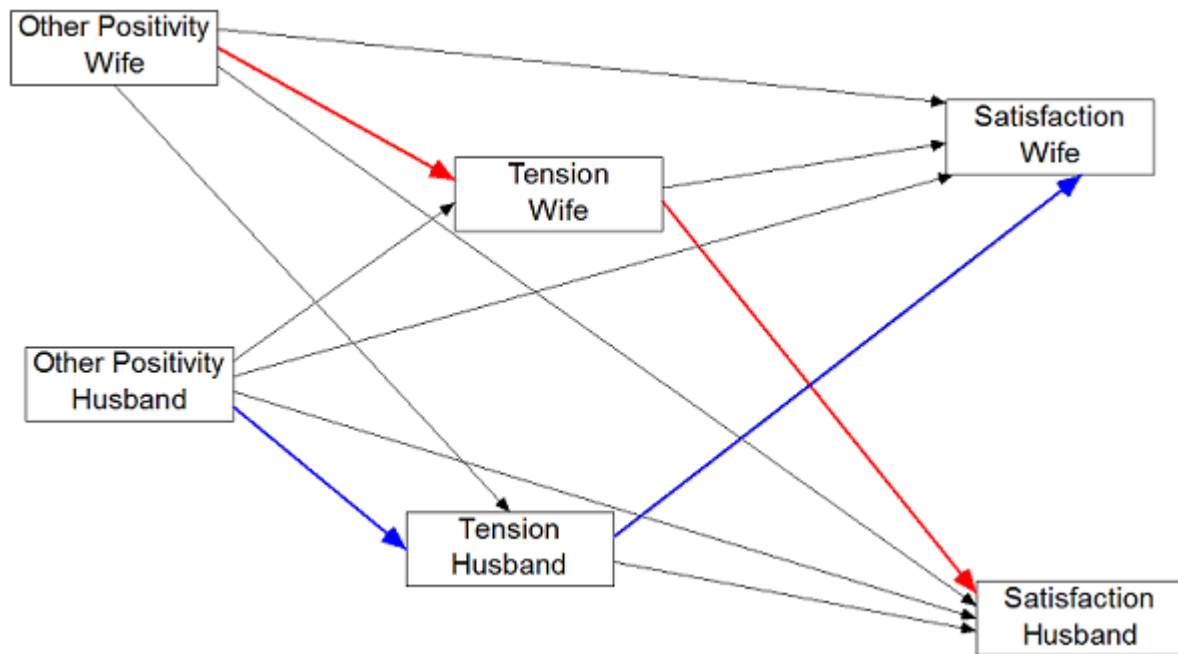 Other Positivity
Wife
Satisfaction
Wife
Tension
Wife
Other Positivity
Husband
Tension
Husband
Satisfaction
Husband